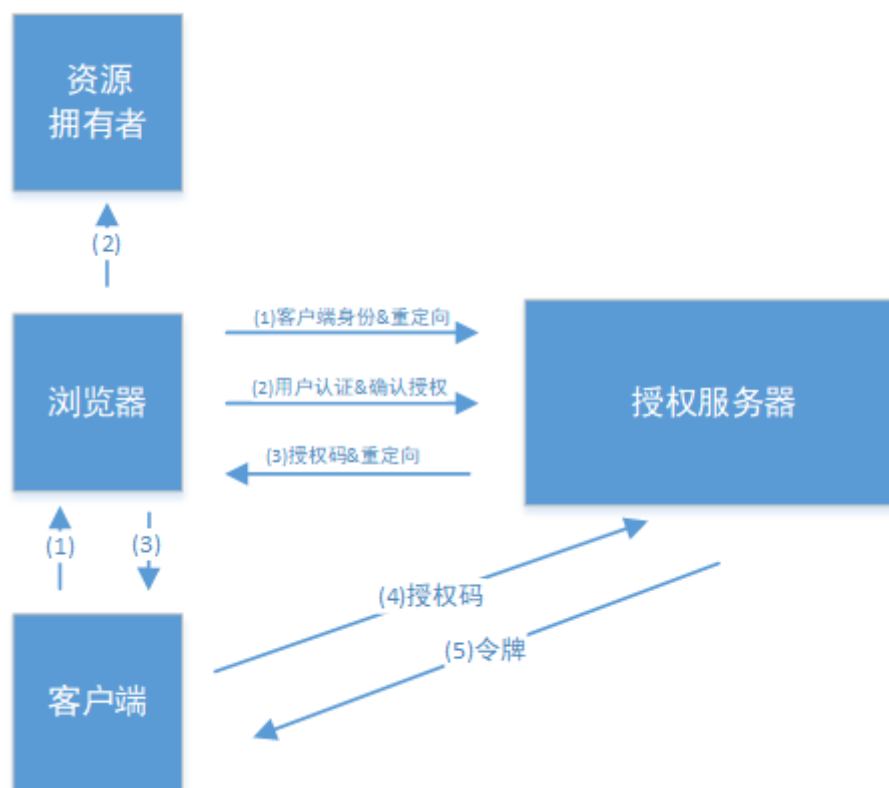 资源
拥有者
(2)
(1)客户端身份&重定向
浏览器
(2)用户认证&确认授权
授权服务器
(3)授权码&重定向
(1)
(3)
(4)授权码
(5)令牌
客户端